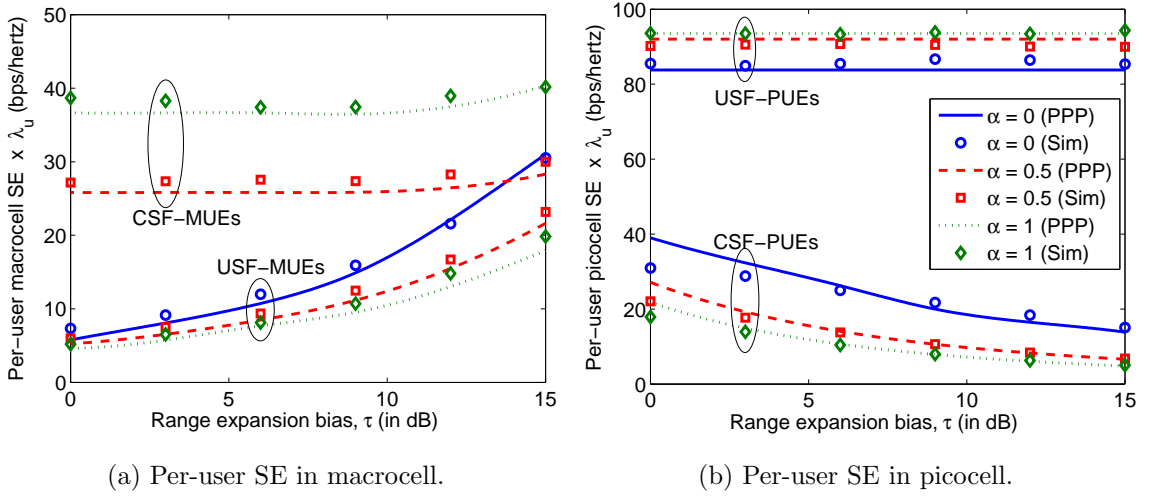 50
40
30
20
10
0
0
5
10
15
Per−user macrocell SE x λu (bps/hertz)
Range expansion bias, τ (in dB)
CSF−MUEs
USF−MUEs
(a) Per-user SE in macrocell.
100
80
60
40
20
0
0
5
10
15
Per−user picocell SE x λu (bps/hertz)
Range expansion bias, τ (in dB)
USF−PUEs
CSF−PUEs
α = 0 (PPP)
α = 0 (Sim)
α = 0.5 (PPP)
α = 0.5 (Sim)
α = 1 (PPP)
α = 1 (Sim)
(b) Per-user SE in picocell.